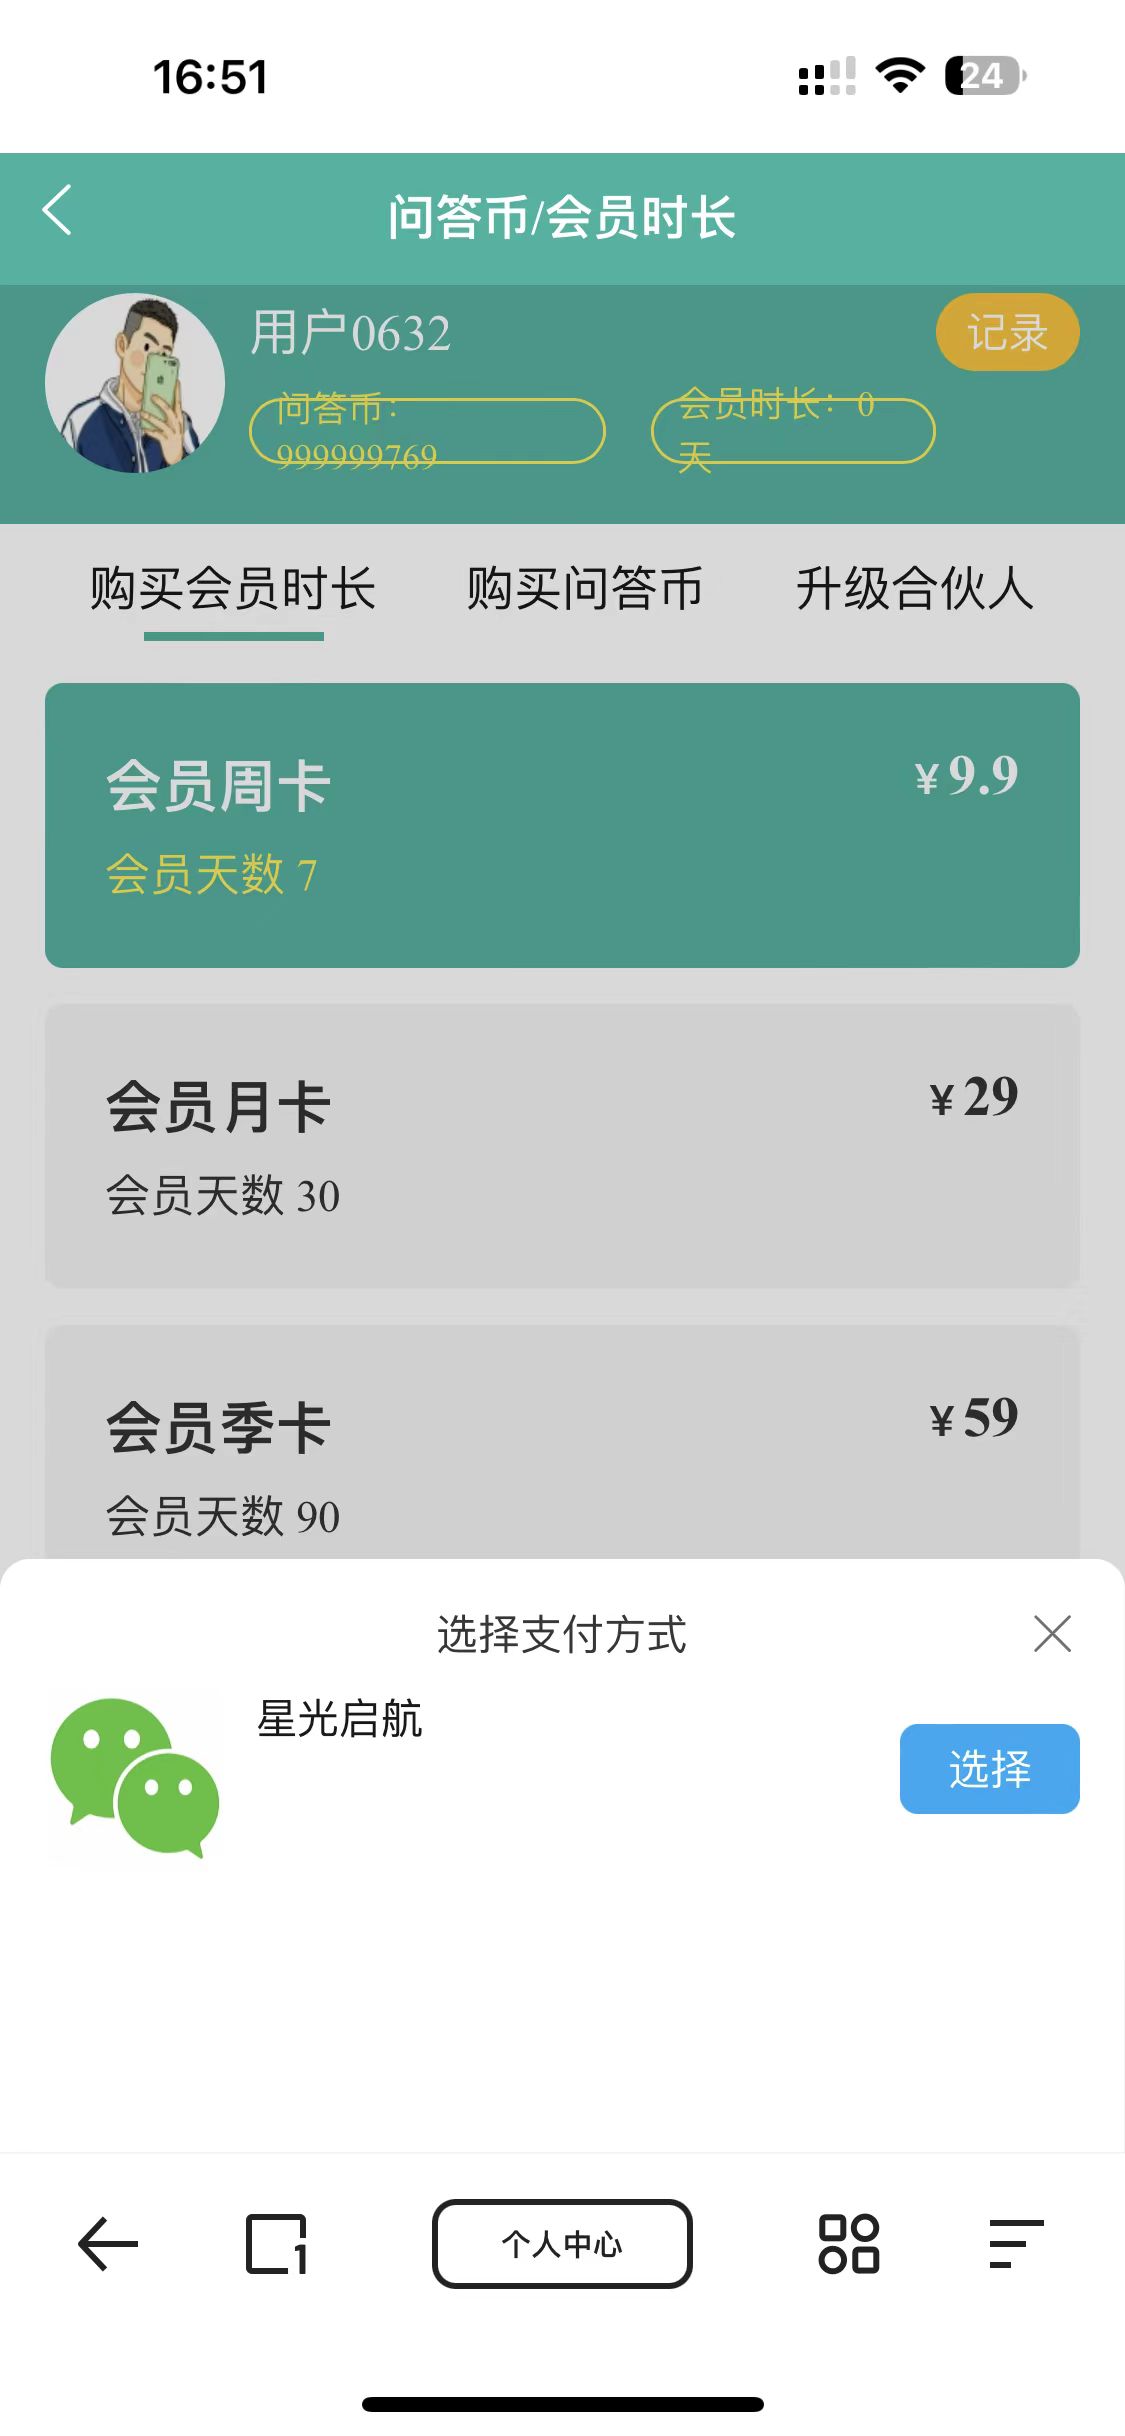 16:51
24
问答币/会员时长
用户0632
记录
问答币：
999999769
会员时长：0
天
购买会员时长
购买问答币
升级合伙人
会员周卡
¥9.9
会员天数 7
会员月卡
¥29
会员天数 30
会员季卡
¥59
会员天数 90
选择支付方式
星光启航
选择
1
个人中心